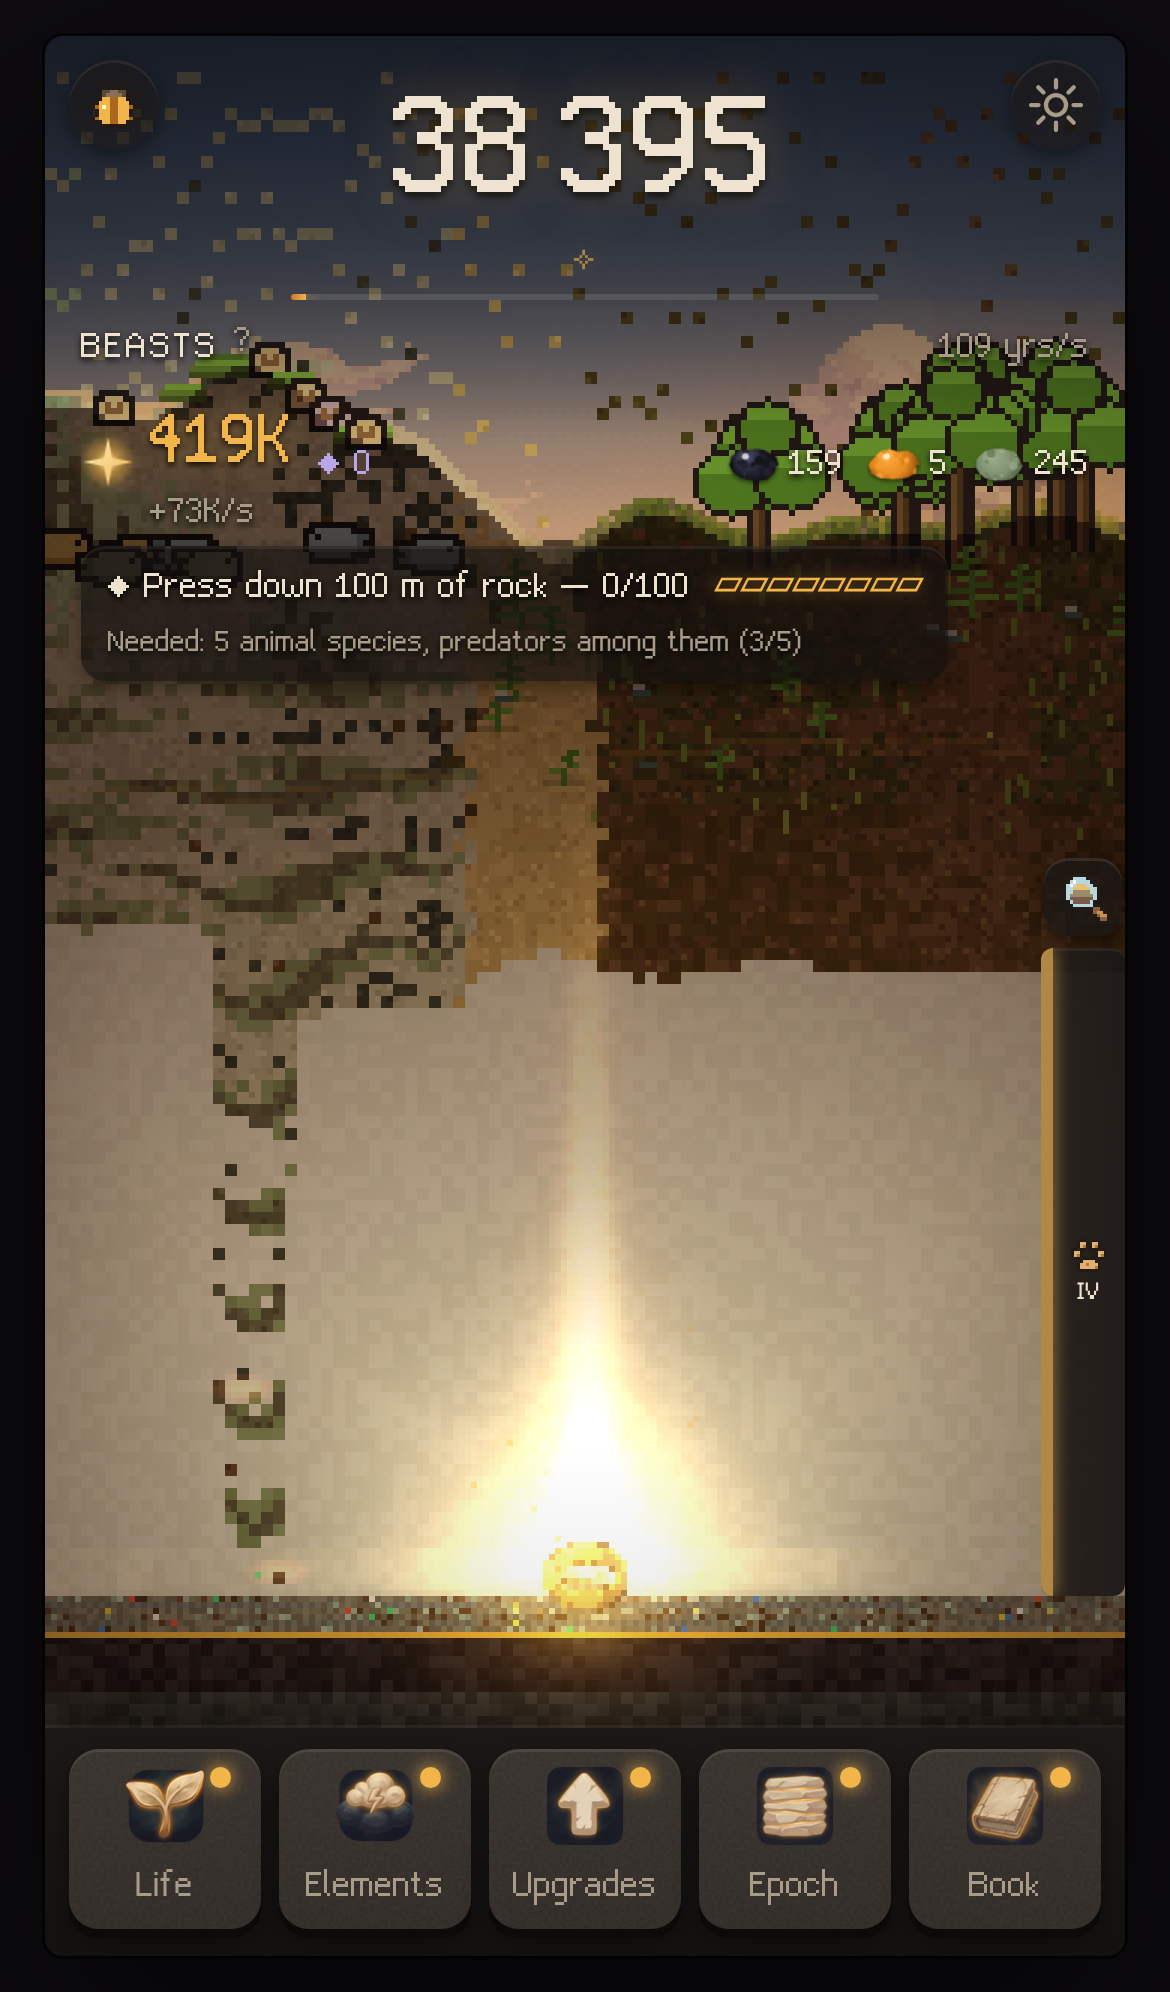 38 395
BEASTS ?
109 yrs/s
419K
0
159
5
245
+73K/s
Press down 100 m of rock — 0/100
Needed: 5 animal species, predators among them (3/5)
IV
Life
Elements
Upgrades
Epoch
Book